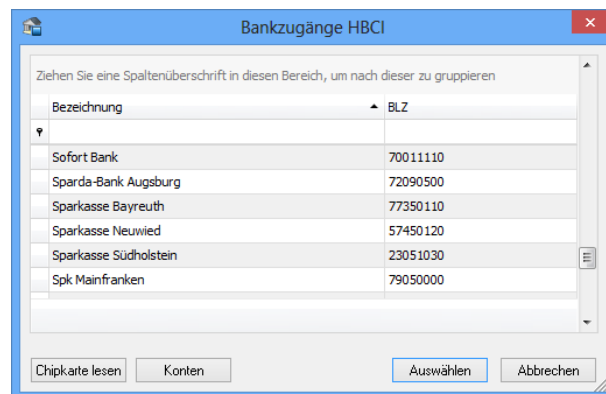 Bankzugänge HBCI
Ziehen Sie eine Spaltenüberschrift in diesen Bereich, um nach dieser zu gruppieren
Bezeichnung BLZ
Sofort Bank 70011110
Sparda-Bank Augsburg 72090500
Sparkasse Bayreuth 77350110
Sparkasse Neuwied 57450120
Sparkasse Südholstein 23051030
Spk Mainfranken 79050000
Chipkarte lesen Konten Auswählen Abbrechen